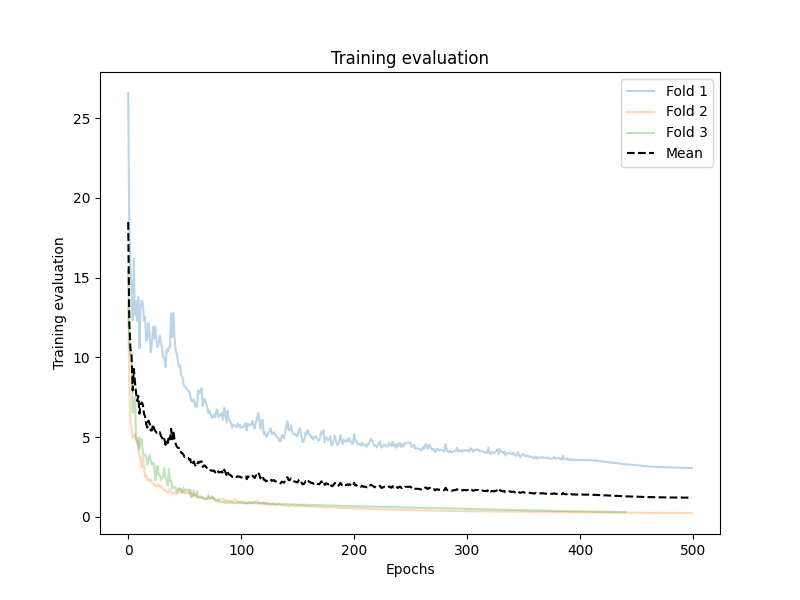 Training evaluation
Fold 1
Fold 2
Fold 3
Mean
Training evaluation
25
20
15
10
5
0
0
100
200
300
400
500
Epochs